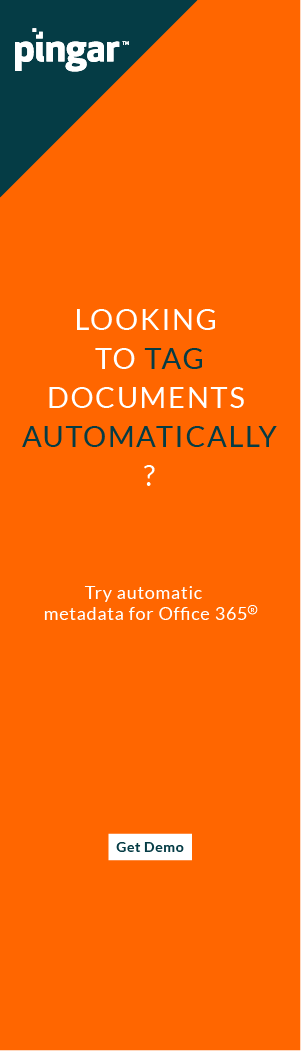 pingar™
LOOKING
TO TAG
DOCUMENTS
AUTOMATICALLY
?
Try automatic
metadata for Office 365®
Get Demo